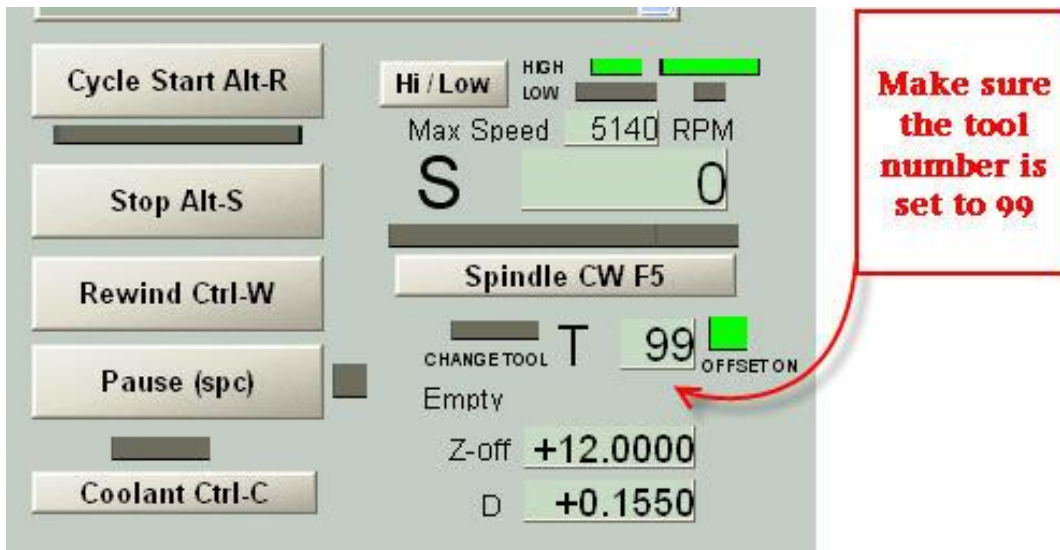 Cycle Start Alt-R
Stop Alt-S
Rewind Ctrl-W
Pause (spc)
Coolant Ctrl-C
Hi / Low
HIGH
LOW
Max Speed 5140 RPM
S 0
Spindle CW F5
CHANGE TOOL T 99 OFFSET ON
Empty
Z-off +12.0000
D +0.1550
Make sure
the tool
number is
set to 99